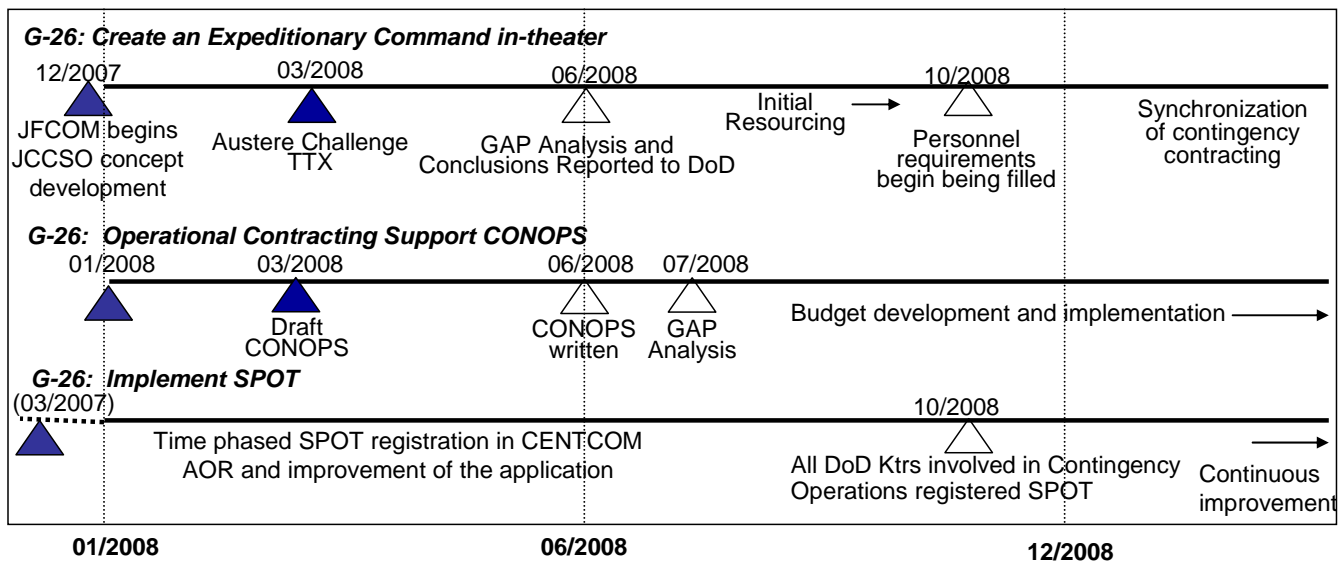 G-26: Create an Expeditionary Command in-theater
12/2007
03/2008
06/2008
10/2008
JFCOM begins
JCCSO concept
development
Austere Challenge
TTX
GAP Analysis and
Conclusions Reported to DoD
Initial
Resourcing
Personnel
requirements
begin being filled
Synchronization
of contingency
contracting
G-26: Operational Contracting Support CONOPS
01/2008
03/2008
06/2008
07/2008
Draft
CONOPS
CONOPS
written
GAP
Analysis
Budget development and implementation
G-26: Implement SPOT
(03/2007)
10/2008
Time phased SPOT registration in CENTCOM
AOR and improvement of the application
All DoD Ktrs involved in Contingency
Operations registered SPOT
Continuous
improvement
01/2008
06/2008
12/2008